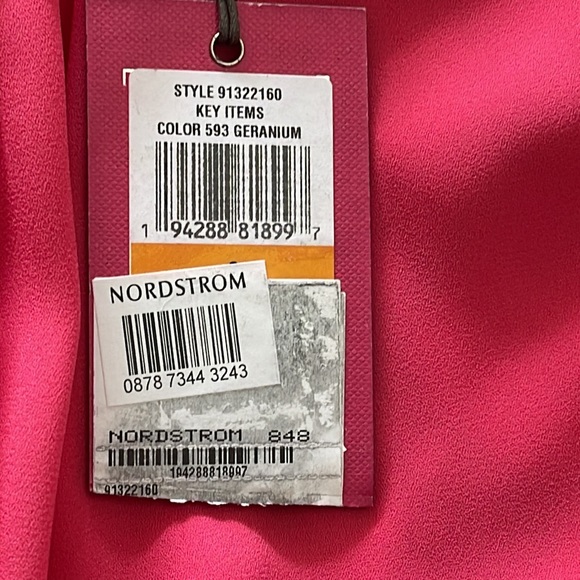 STYLE 91322160
KEY ITEMS
COLOR 593 GERANIUM
1 94288 81899 7
NORDSTROM
0878 7344 3243
NORDSTROM 848
194288818997
91322160